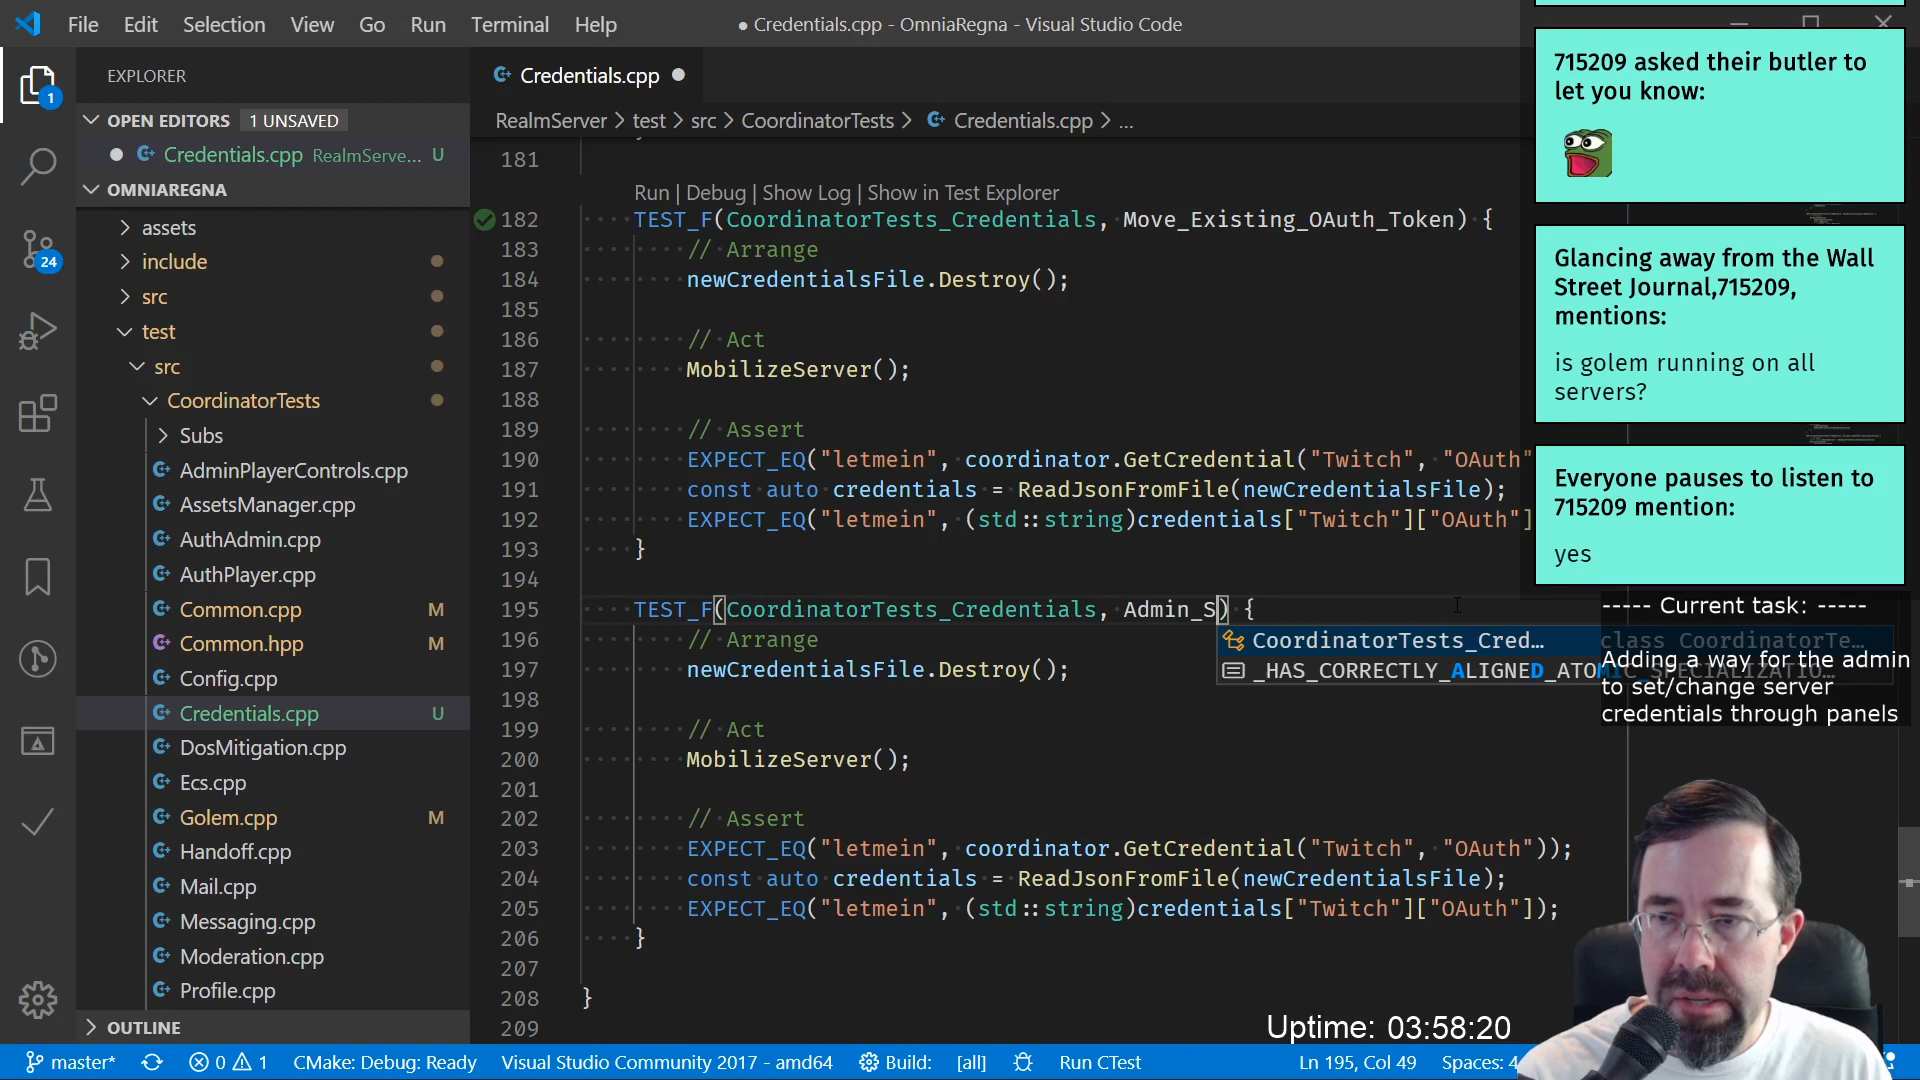 File Edit Selection View Go Run Terminal Help
● Credentials.cpp - OmniaRegna - Visual Studio Code
EXPLORER
OPEN EDITORS 1 UNSAVED
Credentials.cpp RealmServe... U
OMNIAREGNA
assets
include
src
test
src
CoordinatorTests
Subs
AdminPlayerControls.cpp
AssetsManager.cpp
AuthAdmin.cpp
AuthPlayer.cpp
Common.cpp M
Common.hpp M
Config.cpp
Credentials.cpp U
DosMitigation.cpp
Ecs.cpp
Golem.cpp M
Handoff.cpp
Mail.cpp
Messaging.cpp
Moderation.cpp
Profile.cpp
OUTLINE
1
24
Credentials.cpp
RealmServer > test > src > CoordinatorTests > Credentials.cpp > ...
181
Run | Debug | Show Log | Show in Test Explorer
182 TEST_F(CoordinatorTests_Credentials, Move_Existing_OAuth_Token) {
183 // Arrange
184 newCredentialsFile.Destroy();
185
186 // Act
187 MobilizeServer();
188
189 // Assert
190 EXPECT_EQ("letmein", coordinator.GetCredential("Twitch", "OAuth"
191 const auto credentials = ReadJsonFromFile(newCredentialsFile);
192 EXPECT_EQ("letmein", (std::string)credentials["Twitch"]["OAuth"]
193 }
194
195 TEST_F(CoordinatorTests_Credentials, Admin_S) {
196 // Arrange
197 newCredentialsFile.Destroy();
198
199 // Act
200 MobilizeServer();
201
202 // Assert
203 EXPECT_EQ("letmein", coordinator.GetCredential("Twitch", "OAuth"));
204 const auto credentials = ReadJsonFromFile(newCredentialsFile);
205 EXPECT_EQ("letmein", (std::string)credentials["Twitch"]["OAuth"]);
206 }
207
208 }
209
CoordinatorTests_Cred... class CoordinatorTe...
_HAS_CORRECTLY_ALIGNED_ATOMIC_SPECIALIZATIO...
715209 asked their butler to
let you know:
Glancing away from the Wall
Street Journal,715209,
mentions:
is golem running on all
servers?
Everyone pauses to listen to
715209 mention:
yes
----- Current task: -----
Adding a way for the admin
to set/change server
credentials through panels
Uptime: 03:58:20
master* 0 1 CMake: Debug: Ready Visual Studio Community 2017 - amd64 Build: [all] Run CTest Ln 195, Col 49 Spaces: 4